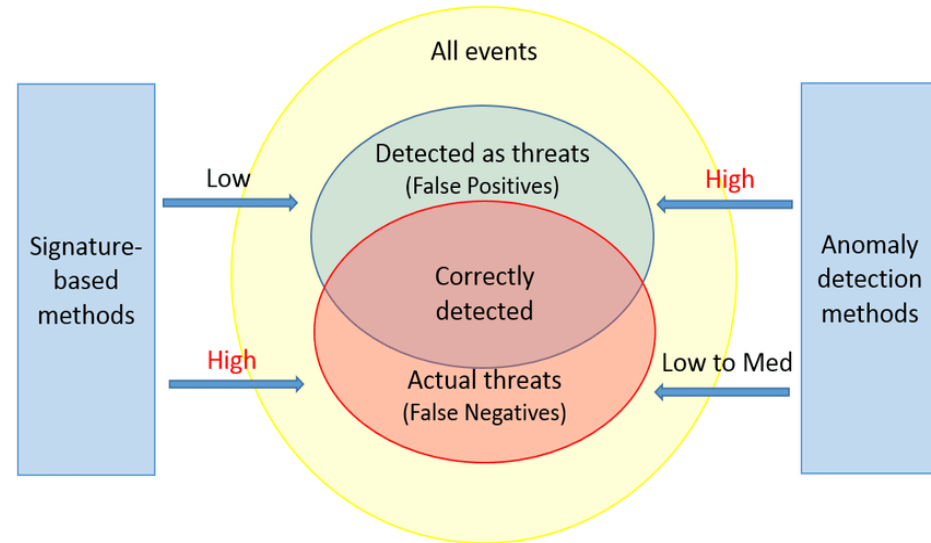 All events
Detected as threats
(False Positives)
Low
High
Signature-
based
methods
Correctly
detected
Anomaly
detection
methods
High
Low to Med
Actual threats
(False Negatives)